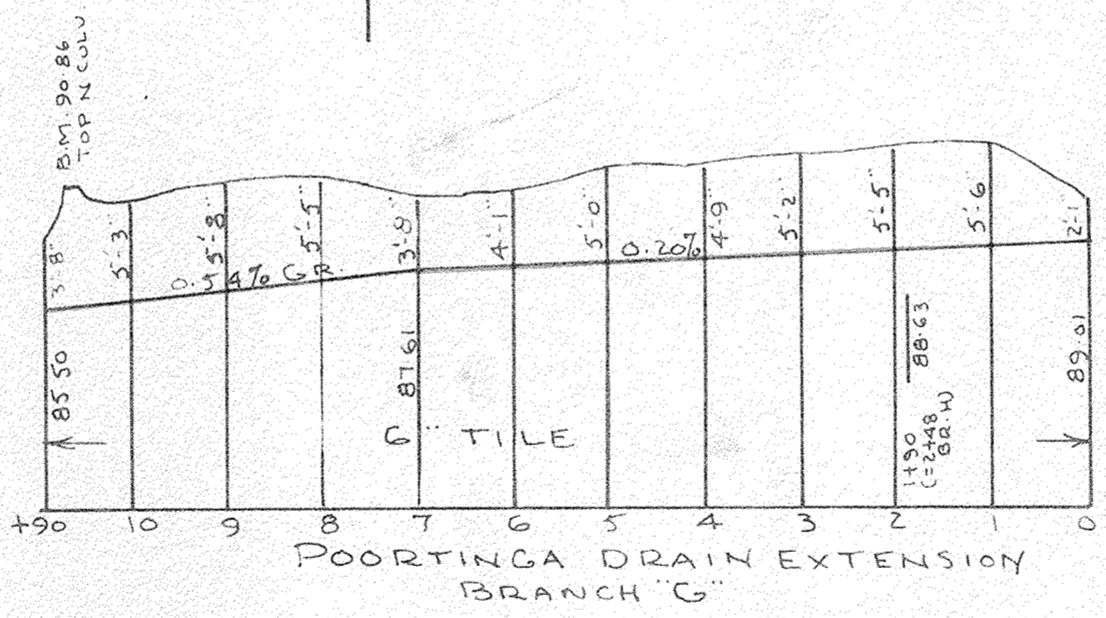 B.M. 90 86
TOP N CULV.
3'-8"
5'-3"
5'-8"
5'-5"
3'-8"
4'-1"
5'-0"
4'-9"
5'-2"
5'-5"
5'-6"
2'-1"
0.54% GR.
0.20%
85 50
87 61
88.63
89.01
1+90
(=2+48
BR. H)
6" TILE
+90 10 9 8 7 6 5 4 3 2 1 0
POORTINGA DRAIN EXTENSION
BRANCH "G"